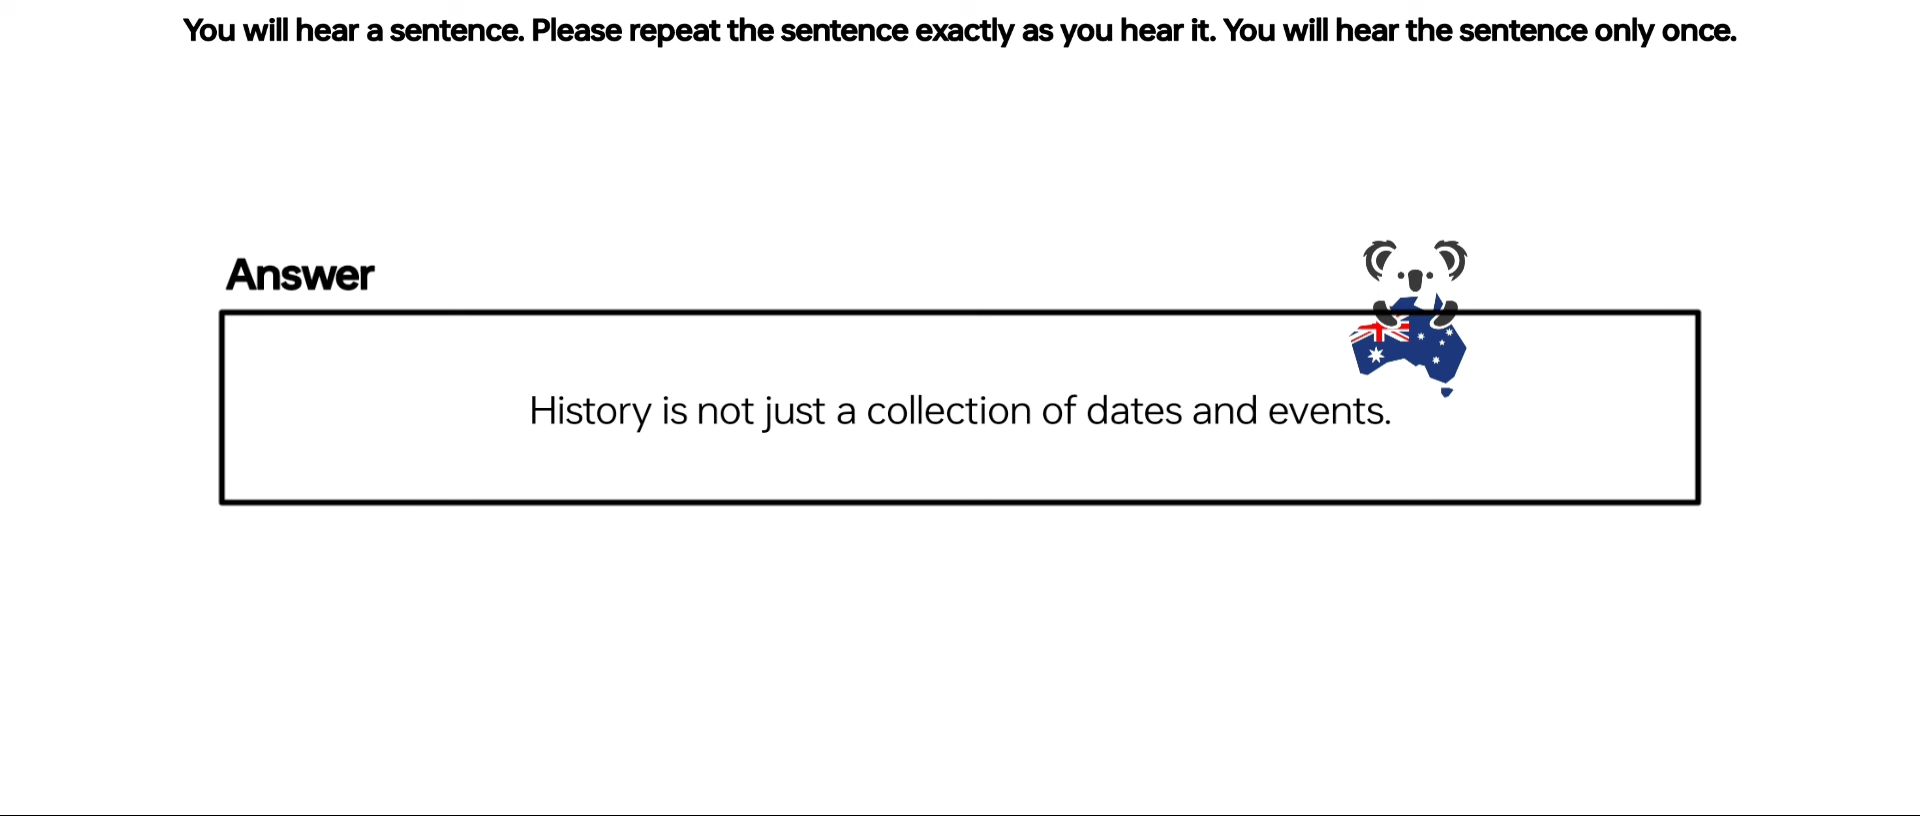 You will hear a sentence. Please repeat the sentence exactly as you hear it. You will hear the sentence only once.
Answer
History is not just a collection of dates and events.